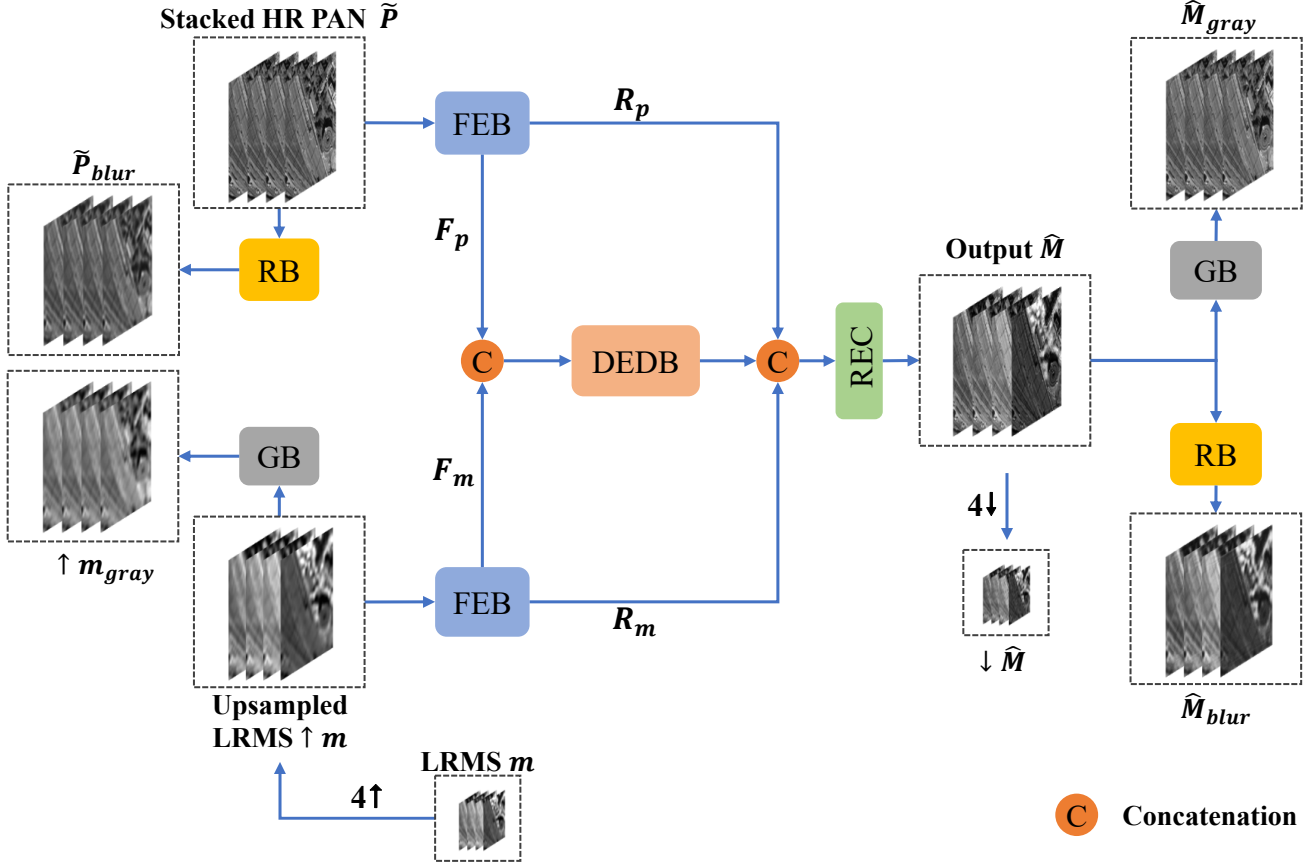 Stacked HR PAN P̃
M̂gray
FEB
Rp
P̃blur
Fp
RB
Output M̂
GB
C
DEDB
C
REC
GB
Fm
RB
4↓
↑ mgray
FEB
Rm
↓ M̂
Upsampled
LRMS ↑ m
M̂blur
LRMS m
4↑
C Concatenation